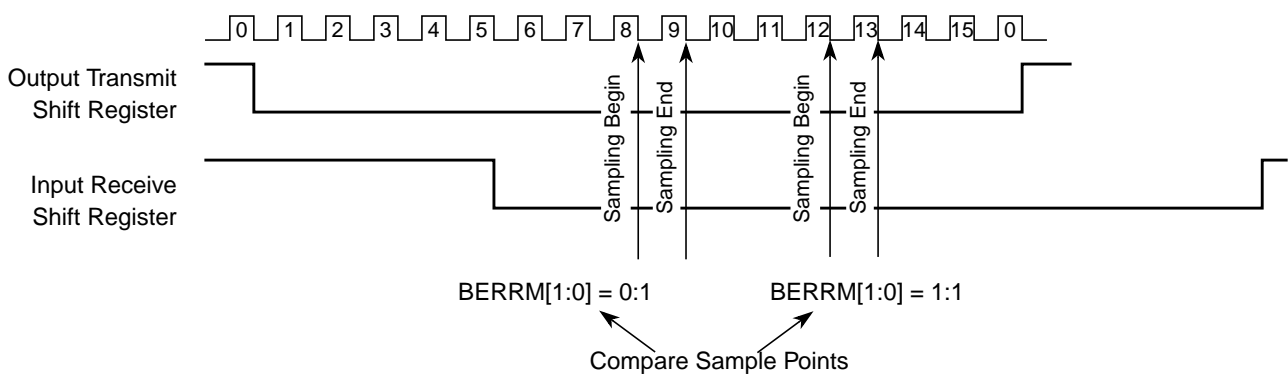 0 1 2 3 4 5 6 7 8 9 10 11 12 13 14 15 0
Output Transmit
Shift Register
Input Receive
Shift Register
Sampling Begin
Sampling End
Sampling Begin
Sampling End
BERRM[1:0] = 0:1
BERRM[1:0] = 1:1
Compare Sample Points